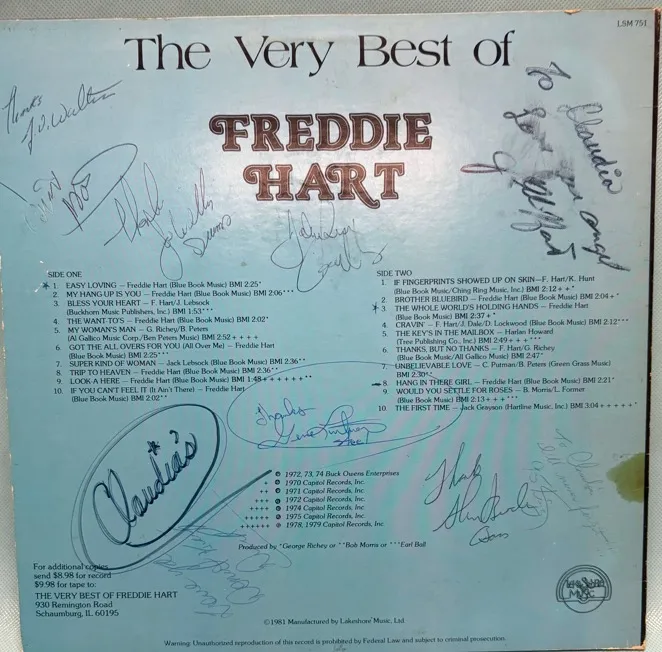 LSM 751
The Very Best of
FREDDIE
HART
Thanks
J.V. Walton
To Claudia
Thanks
SIDE ONE
* 1. EASY LOVING – Freddie Hart (Blue Book Music) BMI 2:25*
2. MY HANG-UP IS YOU – Freddie Hart (Blue Book Music) BMI 2:06***
3. BLESS YOUR HEART – F. Hart/J. Lebsock
(Buckhorn Music Publishers, Inc.) BMI 1:53***
4. THE WANT-TO'S – Freddie Hart (Blue Book Music) BMI 2:02*
5. MY WOMAN'S MAN – G. Richey/B. Peters
(Al Gallico Music Corp./Ben Peters Music) BMI 2:52 + + + +
6. GOT THE ALL OVERS FOR YOU (All Over Me) – Freddie Hart
(Blue Book Music) BMI 2:25***
7. SUPER KIND OF WOMAN – Jack Lebsock (Blue Book Music) BMI 2:36**
8. TRIP TO HEAVEN – Freddie Hart (Blue Book Music) BMI 2:36**
9. LOOK-A HERE – Freddie Hart (Blue Book Music) BMI 1:48 + + + + + + **
10. IF YOU CAN'T FEEL IT (It Ain't There) – Freddie Hart
(Blue Book Music) BMI 2:02**
SIDE TWO
1. IF FINGERPRINTS SHOWED UP ON SKIN–F. Hart/K. Hunt
(Blue Book Music/Ching Ring Music, Inc.) BMI 2:12 + + *
2. BROTHER BLUEBIRD – Freddie Hart (Blue Book Music) BMI 2:04 + *
* 3. THE WHOLE WORLD'S HOLDING HANDS – Freddie Hart
(Blue Book Music) BMI 2:37 + *
4. CRAVIN' – F. Hart/J. Dale/D. Lockwood (Blue Book Music) BMI 2:12***
5. THE KEY'S IN THE MAILBOX – Harlan Howard
(Tree Publishing Co., Inc.) BMI 2:49 + + ***
6. THANKS, BUT NO THANKS – F. Hart/G. Richey
(Blue Book Music/Al Gallico Music) BMI 2:47*
7. UNBELIEVABLE LOVE – C. Putman/B. Peters (Green Grass Music)
BMI 2:30**
8. HANG IN THERE GIRL – Freddie Hart (Blue Book Music) BMI 2:21*
9. WOULD YOU SETTLE FOR ROSES – B. Morris/L. Former
(Blue Book Music) BMI 2:13 + + ***
10. THE FIRST TIME – Jack Grayson (Hartline Music, Inc.) BMI 3:04 + + + + + *
Thanks
Claudia's
Thanks
℗ 1972, 73, 74 Buck Owens Enterprises
+ ℗ 1970 Capitol Records, Inc.
++ ℗ 1971 Capitol Records, Inc.
+++ ℗ 1972 Capitol Records, Inc.
++++ ℗ 1974 Capitol Records, Inc.
+++++ ℗ 1975 Capitol Records, Inc.
++++++ ℗ 1978, 1979 Capitol Records, Inc.
Produced by *George Richey or **Bob Morris or ***Earl Ball
For additional copies
send $8.98 for record
$9.98 for tape to:
THE VERY BEST OF FREDDIE HART
930 Remington Road
Schaumburg, IL 60195
LakeShore
MUSIC
©1981 Manufactured by Lakeshore Music, Ltd
Warning: Unauthorized reproduction of this record is prohibited by Federal Law and subject to criminal prosecution.